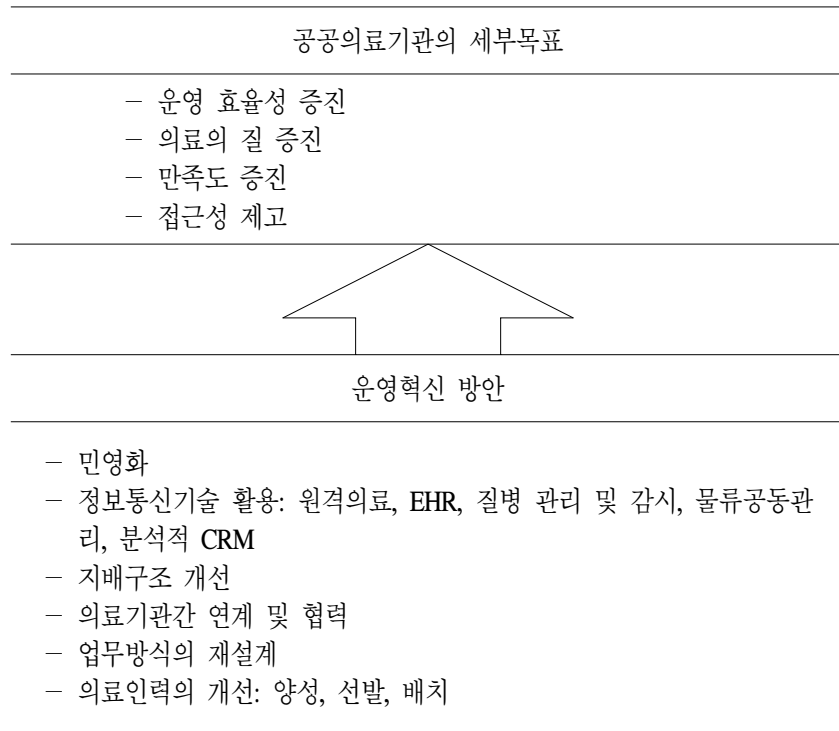 공공의료기관의 세부목표
– 운영 효율성 증진
– 의료의 질 증진
– 만족도 증진
– 접근성 제고
운영혁신 방안
– 민영화
– 정보통신기술 활용: 원격의료, EHR, 질병 관리 및 감시, 물류공동관
리, 분석적 CRM
– 지배구조 개선
– 의료기관간 연계 및 협력
– 업무방식의 재설계
– 의료인력의 개선: 양성, 선발, 배치